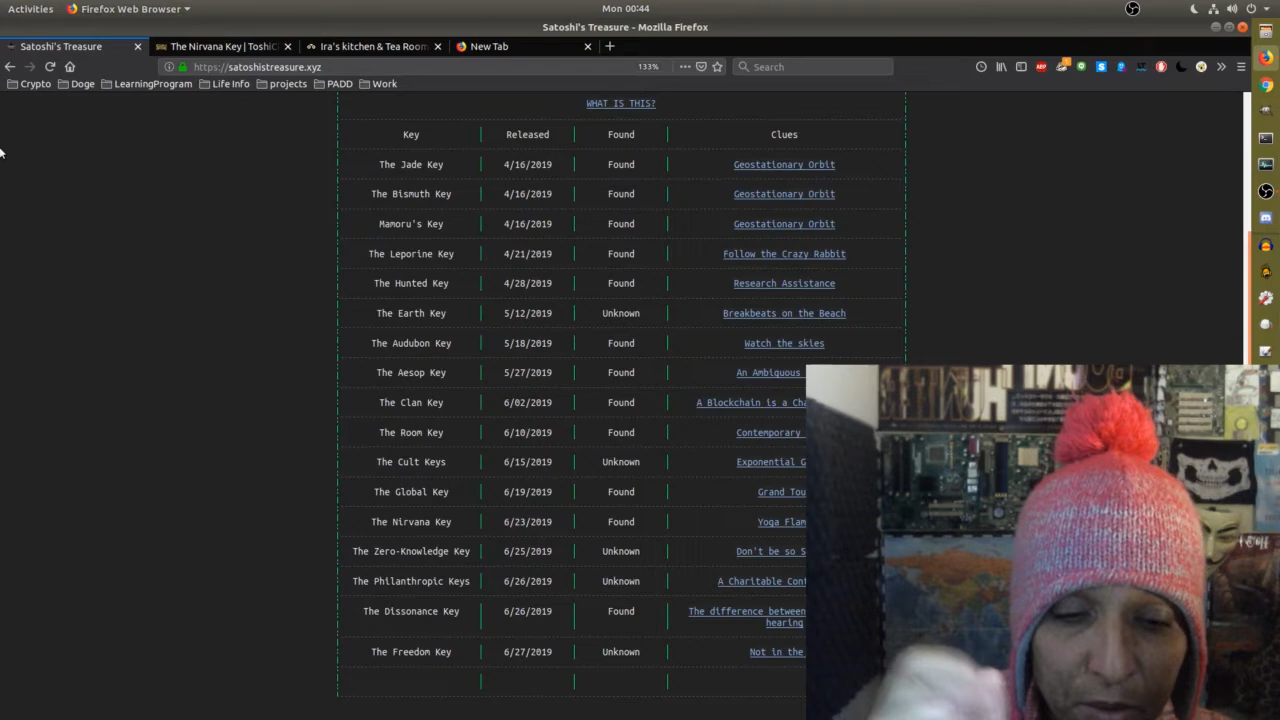 Activities Firefox Web Browser Mon 00:44
Satoshi's Treasure - Mozilla Firefox
Satoshi's Treasure The Nirvana Key | ToshiC Ira's kitchen & Tea Room New Tab
https://satoshistreasure.xyz 133% Search
Crypto Doge LearningProgram Life Info projects PADD Work
WHAT IS THIS?
Key Released Found Clues
The Jade Key 4/16/2019 Found Geostationary Orbit
The Bismuth Key 4/16/2019 Found Geostationary Orbit
Mamoru's Key 4/16/2019 Found Geostationary Orbit
The Leporine Key 4/21/2019 Found Follow the Crazy Rabbit
The Hunted Key 4/28/2019 Found Research Assistance
The Earth Key 5/12/2019 Unknown Breakbeats on the Beach
The Audubon Key 5/18/2019 Found Watch the skies
The Aesop Key 5/27/2019 Found An Ambiguous
The Clan Key 6/02/2019 Found A Blockchain is a Cha
The Room Key 6/10/2019 Found Contemporary
The Cult Keys 6/15/2019 Unknown Exponential G
The Global Key 6/19/2019 Found Grand Tou
The Nirvana Key 6/23/2019 Found Yoga Flam
The Zero-Knowledge Key 6/25/2019 Unknown Don't be so S
The Philanthropic Keys 6/26/2019 Unknown A Charitable Cont
The Dissonance Key 6/26/2019 Found The difference between
hearing
The Freedom Key 6/27/2019 Unknown Not in the